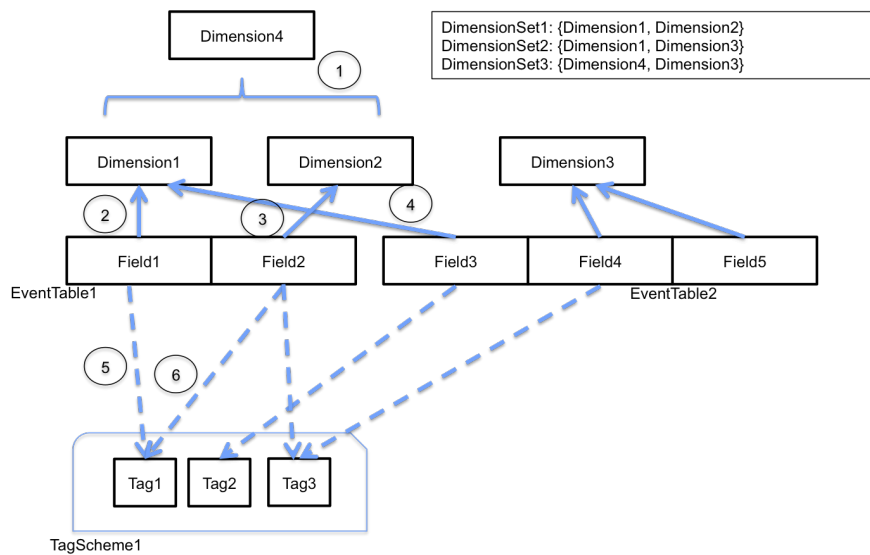 Dimension4
DimensionSet1: {Dimension1, Dimension2}
DimensionSet2: {Dimension1, Dimension3}
DimensionSet3: {Dimension4, Dimension3}
1
Dimension1
Dimension2
Dimension3
2
3
4
Field1
Field2
Field3
Field4
Field5
EventTable1
EventTable2
5
6
Tag1
Tag2
Tag3
TagScheme1